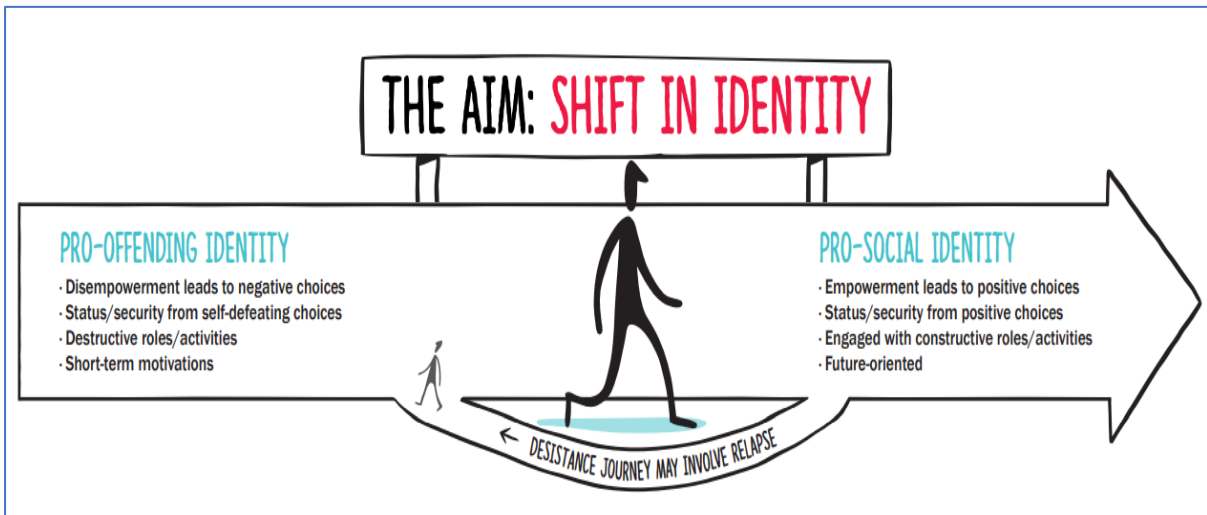 THE AIM: SHIFT IN IDENTITY
PRO-OFFENDING IDENTITY
· Disempowerment leads to negative choices
· Status/security from self-defeating choices
· Destructive roles/activities
· Short-term motivations
PRO-SOCIAL IDENTITY
· Empowerment leads to positive choices
· Status/security from positive choices
· Engaged with constructive roles/activities
· Future-oriented
← DESISTANCE JOURNEY MAY INVOLVE RELAPSE